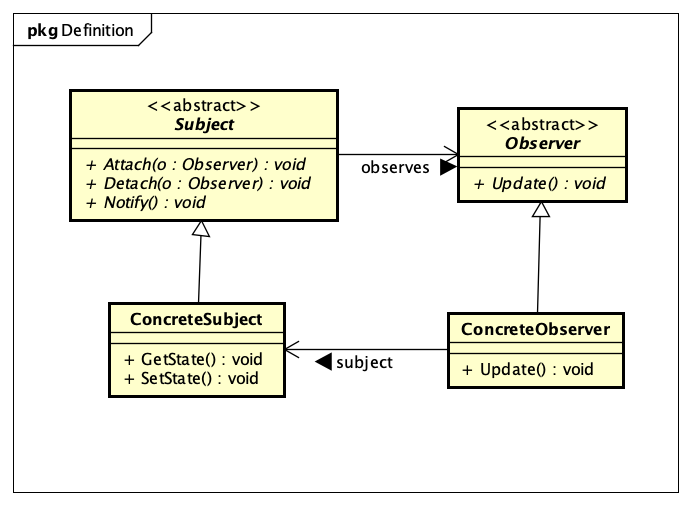 pkg Definition
<<abstract>>
Subject
+ Attach(o : Observer) : void
+ Detach(o : Observer) : void
+ Notify() : void
observes
<<abstract>>
Observer
+ Update() : void
ConcreteSubject
+ GetState() : void
+ SetState() : void
subject
ConcreteObserver
+ Update() : void